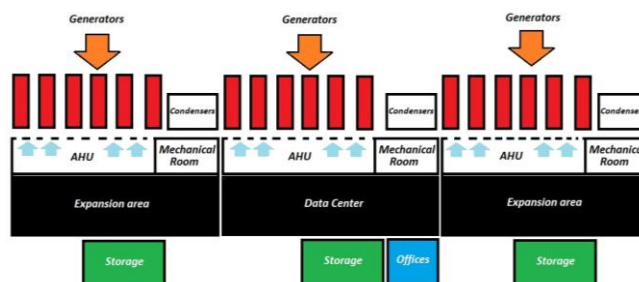 Generators
Generators
Generators
Condensers
Condensers
Condensers
AHU
Mechanical
Room
AHU
Mechanical
Room
AHU
Mechanical
Room
Expansion area
Data Center
Expansion area
Storage
Storage
Offices
Storage